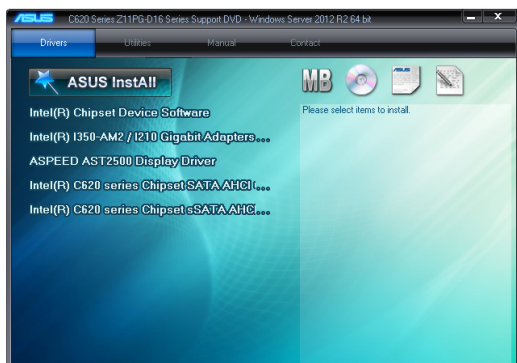 ASUS C620 Series Z11PG-D16 Series Support DVD - Windows Server 2012 R2 64 bit
Drivers Utilities Manual Contact
ASUS InstAll
MB
Please select items to install.
Intel(R) Chipset Device Software
Intel(R) I350-AM2 / I210 Gigabit Adapters...
ASPEED AST2500 Display Driver
Intel(R) C620 series Chipset SATA AHCI (...
Intel(R) C620 series Chipset sSATA AHC...